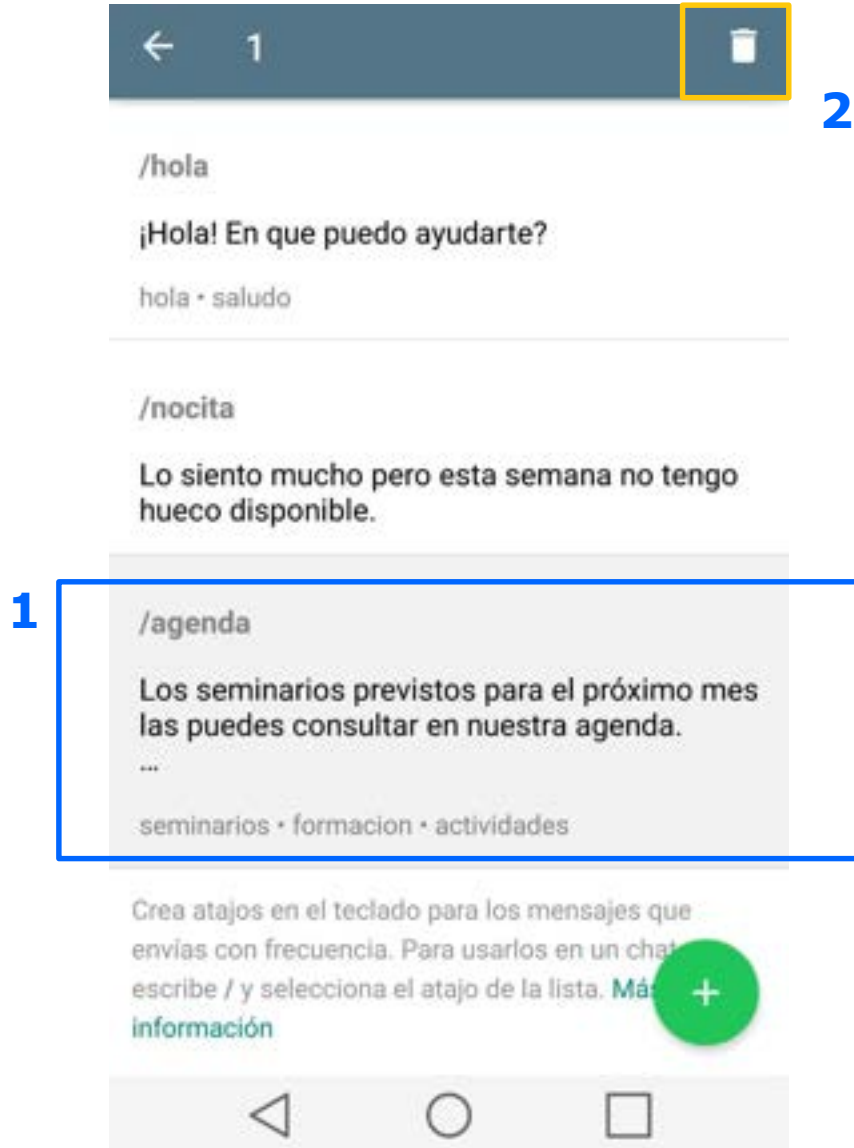 1
2
/hola
¡Hola! En que puedo ayudarte?
hola • saludo
/nocita
Lo siento mucho pero esta semana no tengo
hueco disponible.
1
/agenda
Los seminarios previstos para el próximo mes
las puedes consultar en nuestra agenda.
...
seminarios • formacion • actividades
Crea atajos en el teclado para los mensajes que
envías con frecuencia. Para usarlos en un chat
escribe / y selecciona el atajo de la lista. Más
información